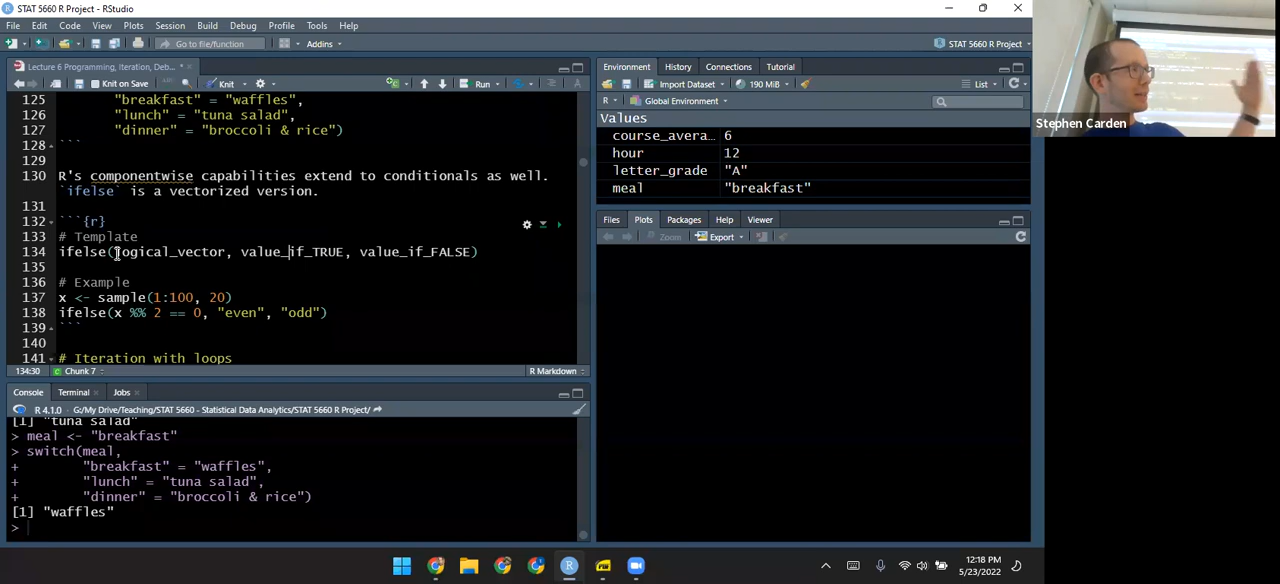 STAT 5660 R Project - RStudio
File Edit Code View Plots Session Build Debug Profile Tools Help
Go to file/function Addins STAT 5660 R Project
Lecture 6 Programming, Iteration, Deb... *
Knit on Save ABC Knit Run
125 "breakfast" = "waffles",
126 "lunch" = "tuna salad",
127 "dinner" = "broccoli & rice")
128 ```
129
130 R's componentwise capabilities extend to conditionals as well.
`ifelse` is a vectorized version.
131
132 ```{r}
133 # Template
134 ifelse(logical_vector, value_if_TRUE, value_if_FALSE)
135
136 # Example
137 x <- sample(1:100, 20)
138 ifelse(x %% 2 == 0, "even", "odd")
139 ```
140
141 # Iteration with loops
134:30 Chunk 7 R Markdown
Console Terminal Jobs
R 4.1.0 · G:/My Drive/Teaching/STAT 5660 - Statistical Data Analytics/STAT 5660 R Project/
[1] "tuna salad"
> meal <- "breakfast"
> switch(meal,
+ "breakfast" = "waffles",
+ "lunch" = "tuna salad",
+ "dinner" = "broccoli & rice")
[1] "waffles"
>
Environment History Connections Tutorial
Import Dataset 190 MiB List
R Global Environment
Values
course_avera... 6
hour 12
letter_grade "A"
meal "breakfast"
Files Plots Packages Help Viewer
Zoom Export
Stephen Carden
12:18 PM
5/23/2022